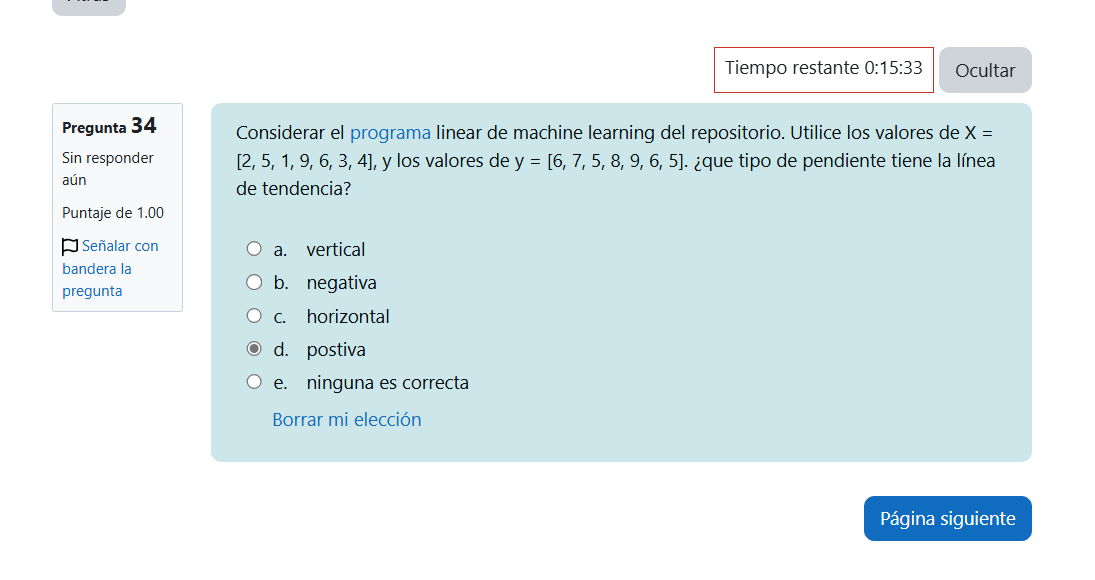 Tiempo restante 0:15:33
Ocultar
Pregunta 34
Sin responder
aún
Puntaje de 1.00
Señalar con
bandera la
pregunta
Considerar el programa linear de machine learning del repositorio. Utilice los valores de X =
[2, 5, 1, 9, 6, 3, 4], y los valores de y = [6, 7, 5, 8, 9, 6, 5]. ¿que tipo de pendiente tiene la línea
de tendencia?
a. vertical
b. negativa
c. horizontal
d. postiva
e. ninguna es correcta
Borrar mi elección
Página siguiente